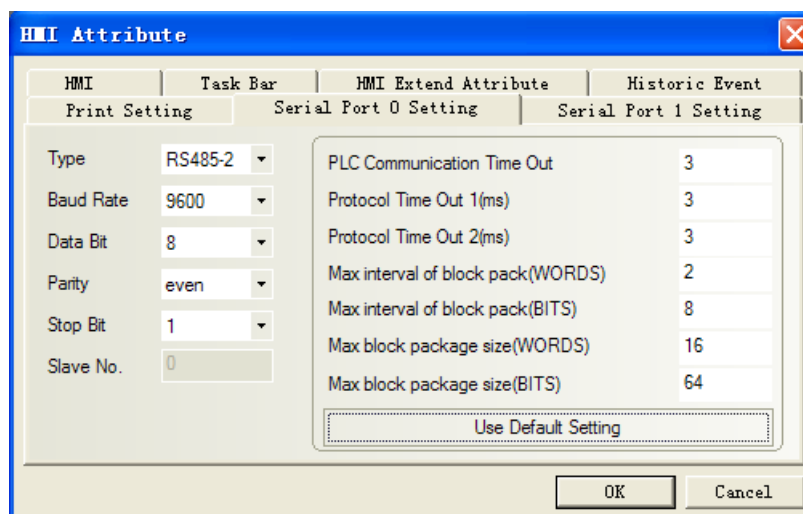 HMI Attribute
HMI Task Bar HMI Extend Attribute Historic Event
Print Setting Serial Port 0 Setting Serial Port 1 Setting
Type RS485-2
Baud Rate 9600
Data Bit 8
Parity even
Stop Bit 1
Slave No. 0
PLC Communication Time Out 3
Protocol Time Out 1(ms) 3
Protocol Time Out 2(ms) 3
Max interval of block pack(WORDS) 2
Max interval of block pack(BITS) 8
Max block package size(WORDS) 16
Max block package size(BITS) 64
Use Default Setting
OK Cancel